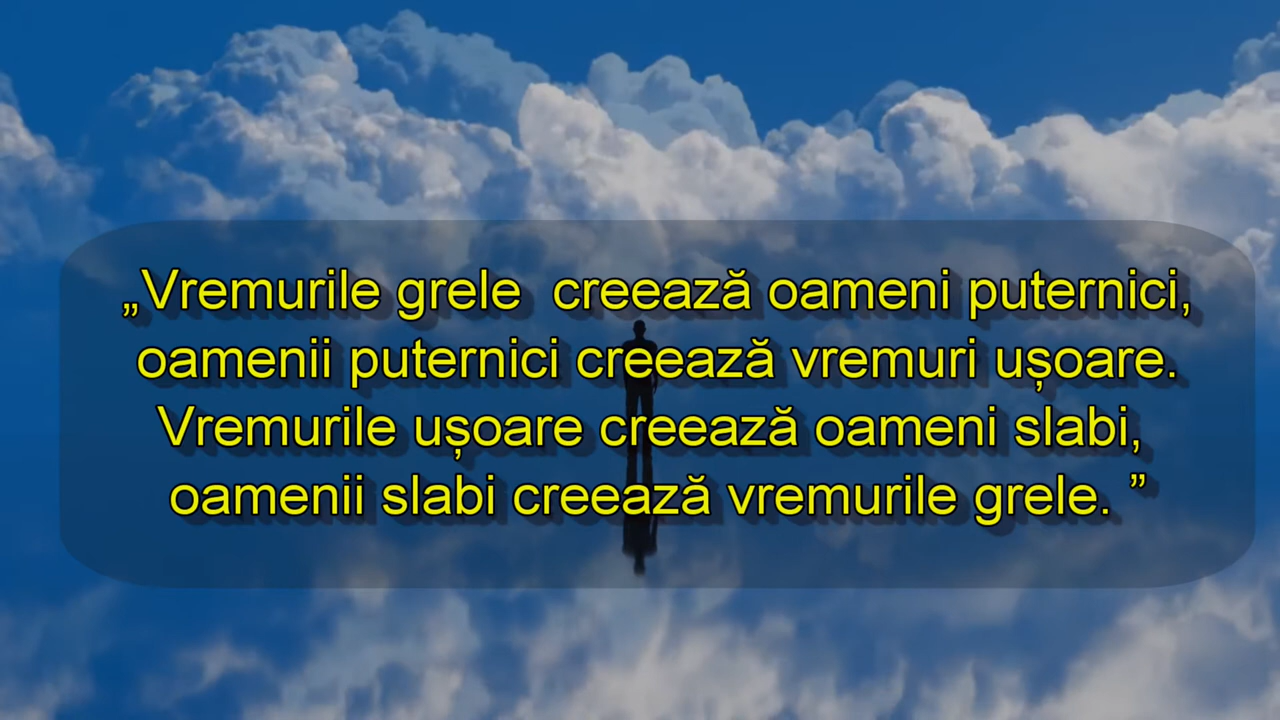 „Vremurile grele  creează oameni puternici,
oamenii puternici creează vremuri ușoare.
Vremurile ușoare creează oameni slabi,
oamenii slabi creează vremurile grele. ”